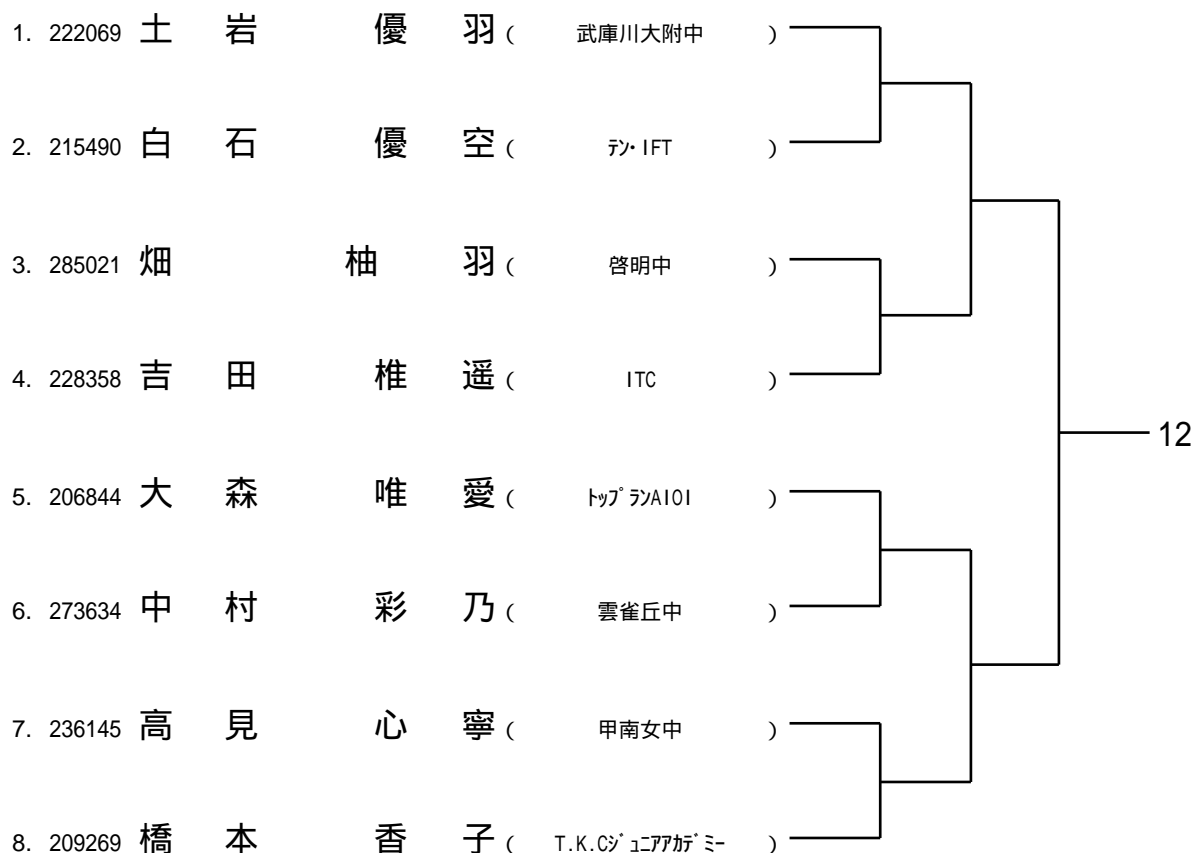 1. 222069 土 岩 優 羽 ( 武庫川大附中 )
2. 215490 白 石 優 空 ( テン・IFT )
3. 285021 畑 柚 羽 ( 啓明中 )
4. 228358 吉 田 椎 遥 ( ITC )
12
5. 206844 大 森 唯 愛 ( トップランAIOI )
6. 273634 中 村 彩 乃 ( 雲雀丘中 )
7. 236145 高 見 心 寧 ( 甲南女中 )
8. 209269 橋 本 香 子 ( T.K.Cジュニアアカデミー )